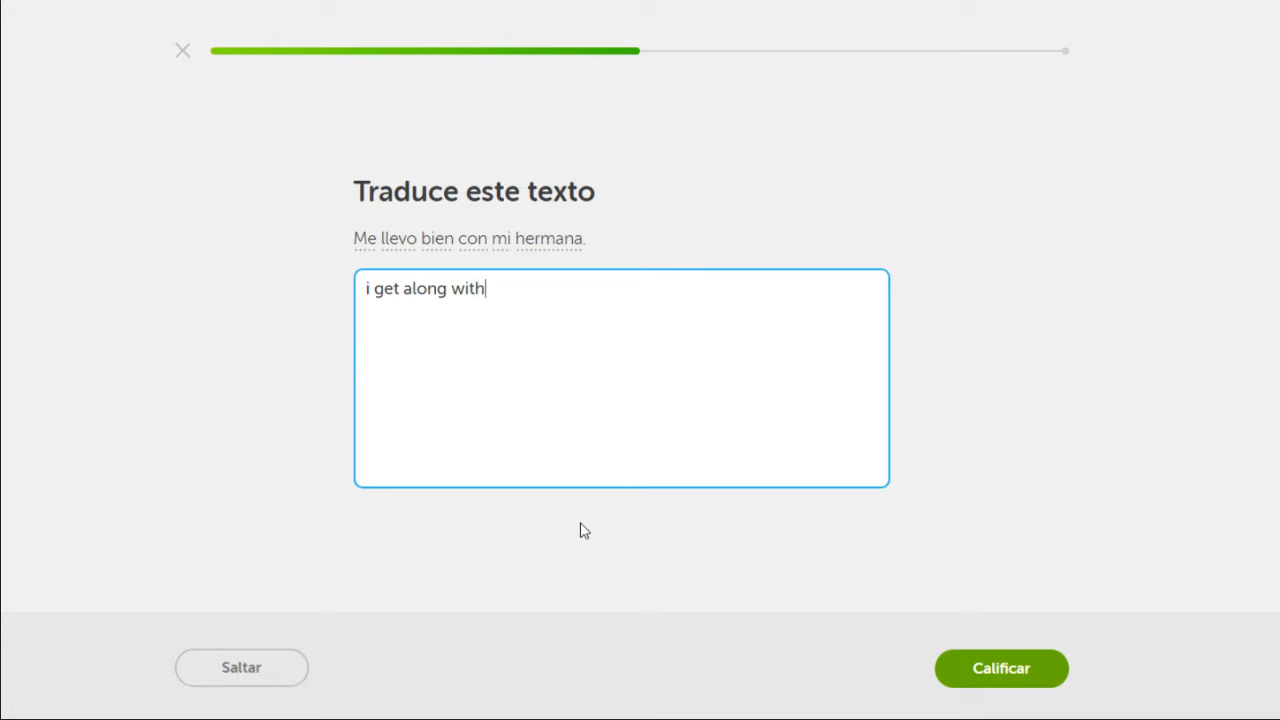 Traduce este texto
Me llevo bien con mi hermana.
i get along with
Saltar
Calificar